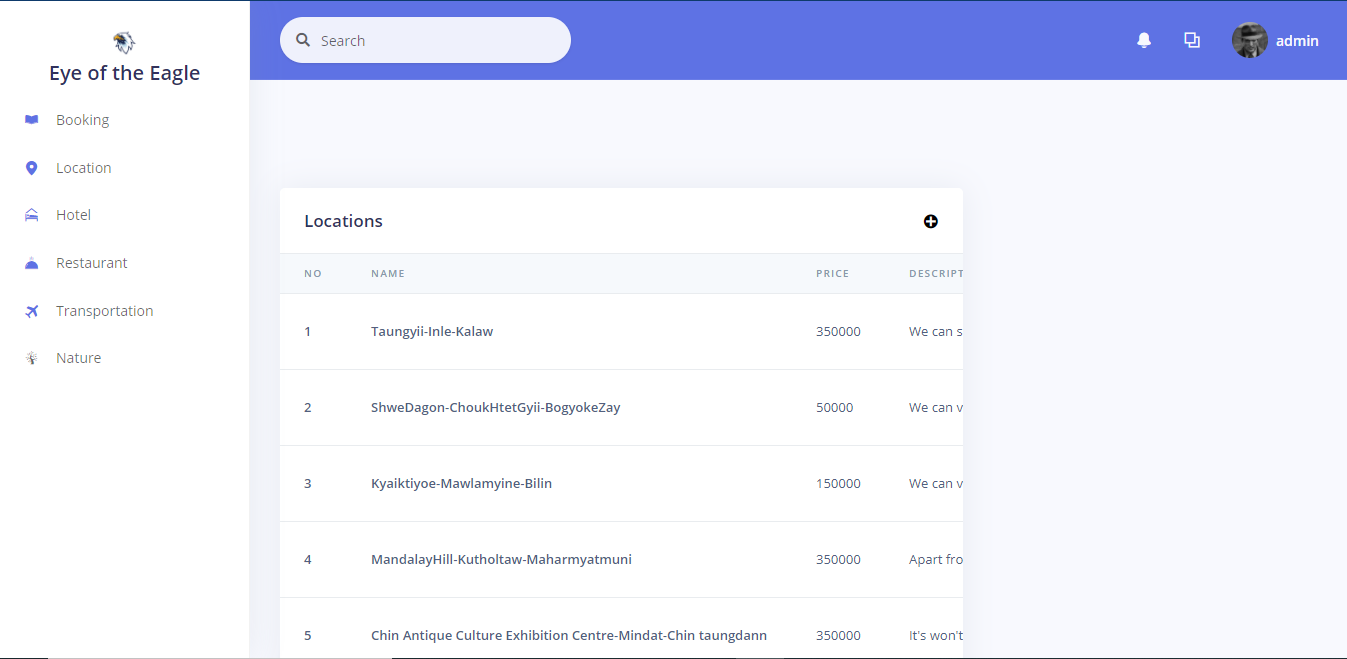 Search
admin
Eye of the Eagle
Booking
Location
Hotel
Restaurant
Transportation
Nature
Locations
NO NAME PRICE DESCRIPT
1 Taungyii-Inle-Kalaw 350000 We can s
2 ShweDagon-ChoukHtetGyii-BogyokeZay 50000 We can v
3 Kyaiktiyoe-Mawlamyine-Bilin 150000 We can v
4 MandalayHill-Kutholtaw-Maharmyatmuni 350000 Apart fro
5 Chin Antique Culture Exhibition Centre-Mindat-Chin taungdann 350000 It's won't